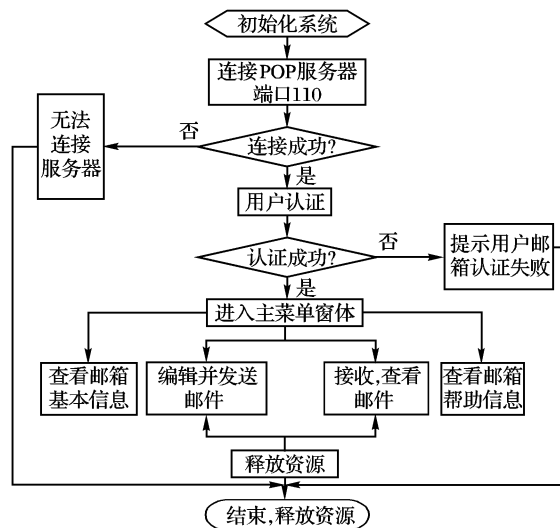 初始化系统
连接POP服务器
端口110
无法
连接
服务器
否
连接成功?
是
用户认证
认证成功?
否
提示用户邮
箱认证失败
是
进入主菜单窗体
查看邮箱
基本信息
编辑并发送
邮件
接收,查看
邮件
查看邮箱
帮助信息
释放资源
结束,释放资源